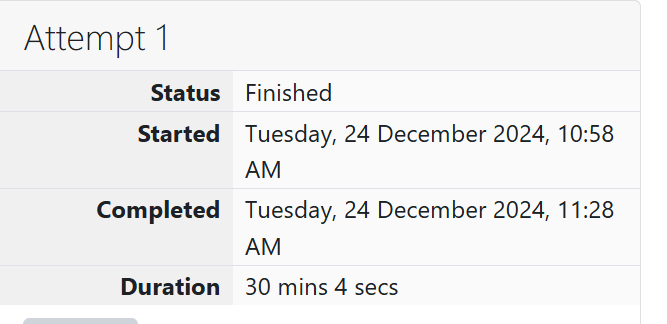 Attempt 1
Status Finished
Started Tuesday, 24 December 2024, 10:58
AM
Completed Tuesday, 24 December 2024, 11:28
AM
Duration 30 mins 4 secs